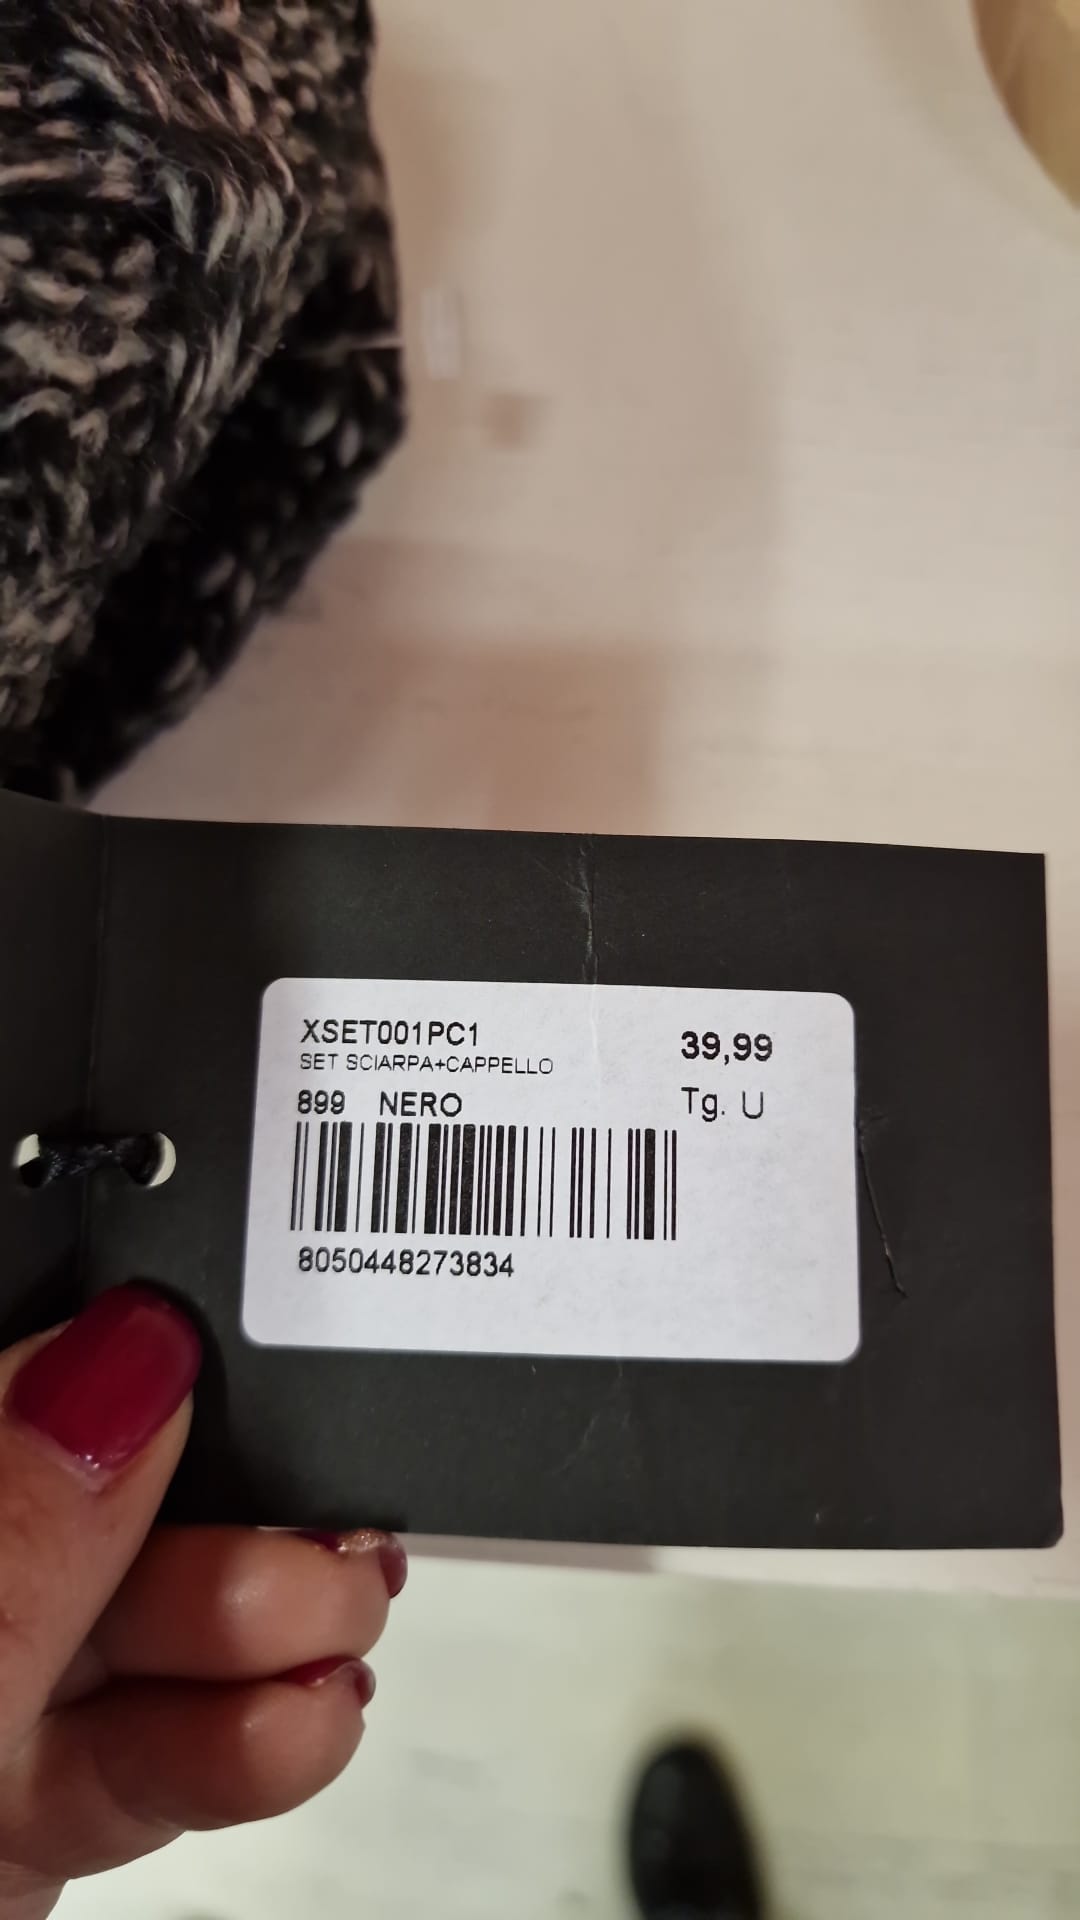 XSET001PC1
39,99
SET SCIARPA+CAPPELLO
899 NERO
Tg. U
8050448273834